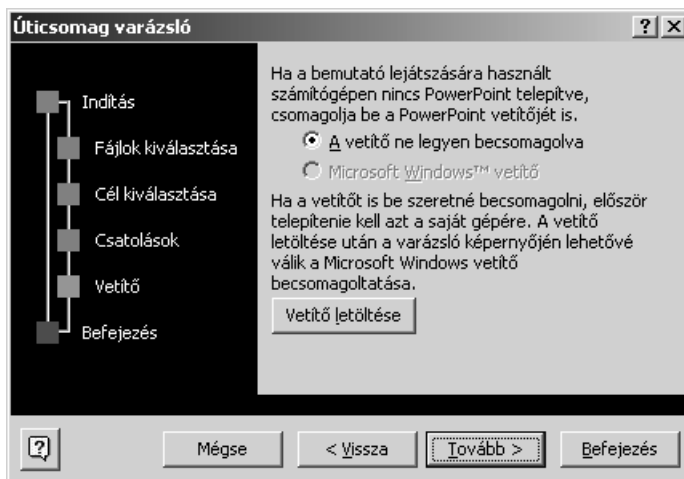 Úticsomag varázsló
Indítás
Fájlok kiválasztása
Cél kiválasztása
Csatolások
Vetítő
Befejezés
Ha a bemutató lejátszására használt
számítógépen nincs PowerPoint telepítve,
csomagolja be a PowerPoint vetítőjét is.
A vetítő ne legyen becsomagolva
Microsoft Windows™ vetítő
Ha a vetítőt is be szeretné becsomagolni, először
telepítenie kell azt a saját gépére. A vetítő
letöltése után a varázsló képernyőjén lehetővé
válik a Microsoft Windows vetítő
becsomagoltatása.
Vetítő letöltése
Mégse
< Vissza
Tovább >
Befejezés